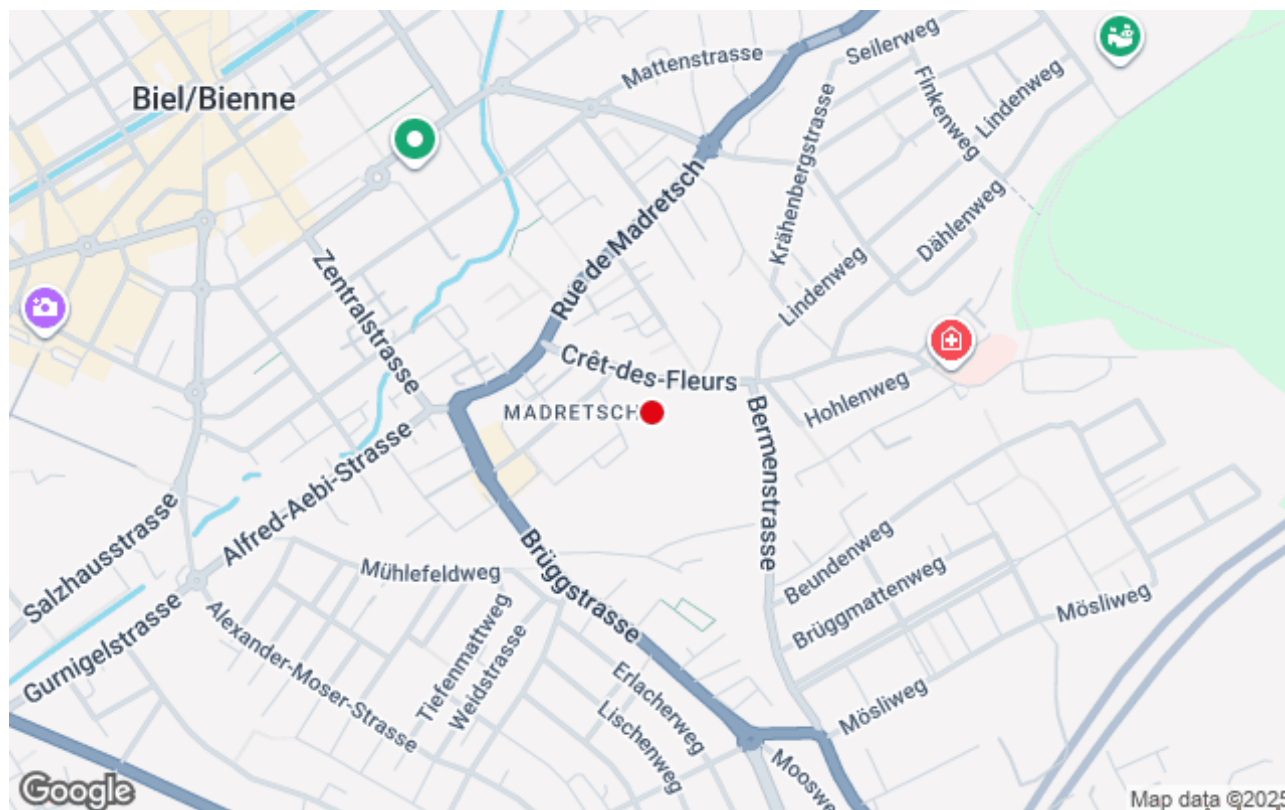 Mattenstrasse
Seilerweg
Finkenweg
Lindenweg
Biel/Bienne
Krähenbergstrasse
Rue de Madretsch
Dählenweg
Zentralstrasse
Lindenweg
Crêt-des-Fleurs
Hohlenweg
MADRETSCH
Bermenstrasse
Alfred-Aebi-Strasse
Salzhausstrasse
Brüggstrasse
Beundenweg
Mühlefeldweg
Brüggmattenweg
Mösliweg
Gurnigelstrasse
Alexander-Moser-Strasse
Tiefenmattweg
Weidstrasse
Erlacherweg
Lischenweg
Mösliweg
Mooswe
Google
Map data ©2025